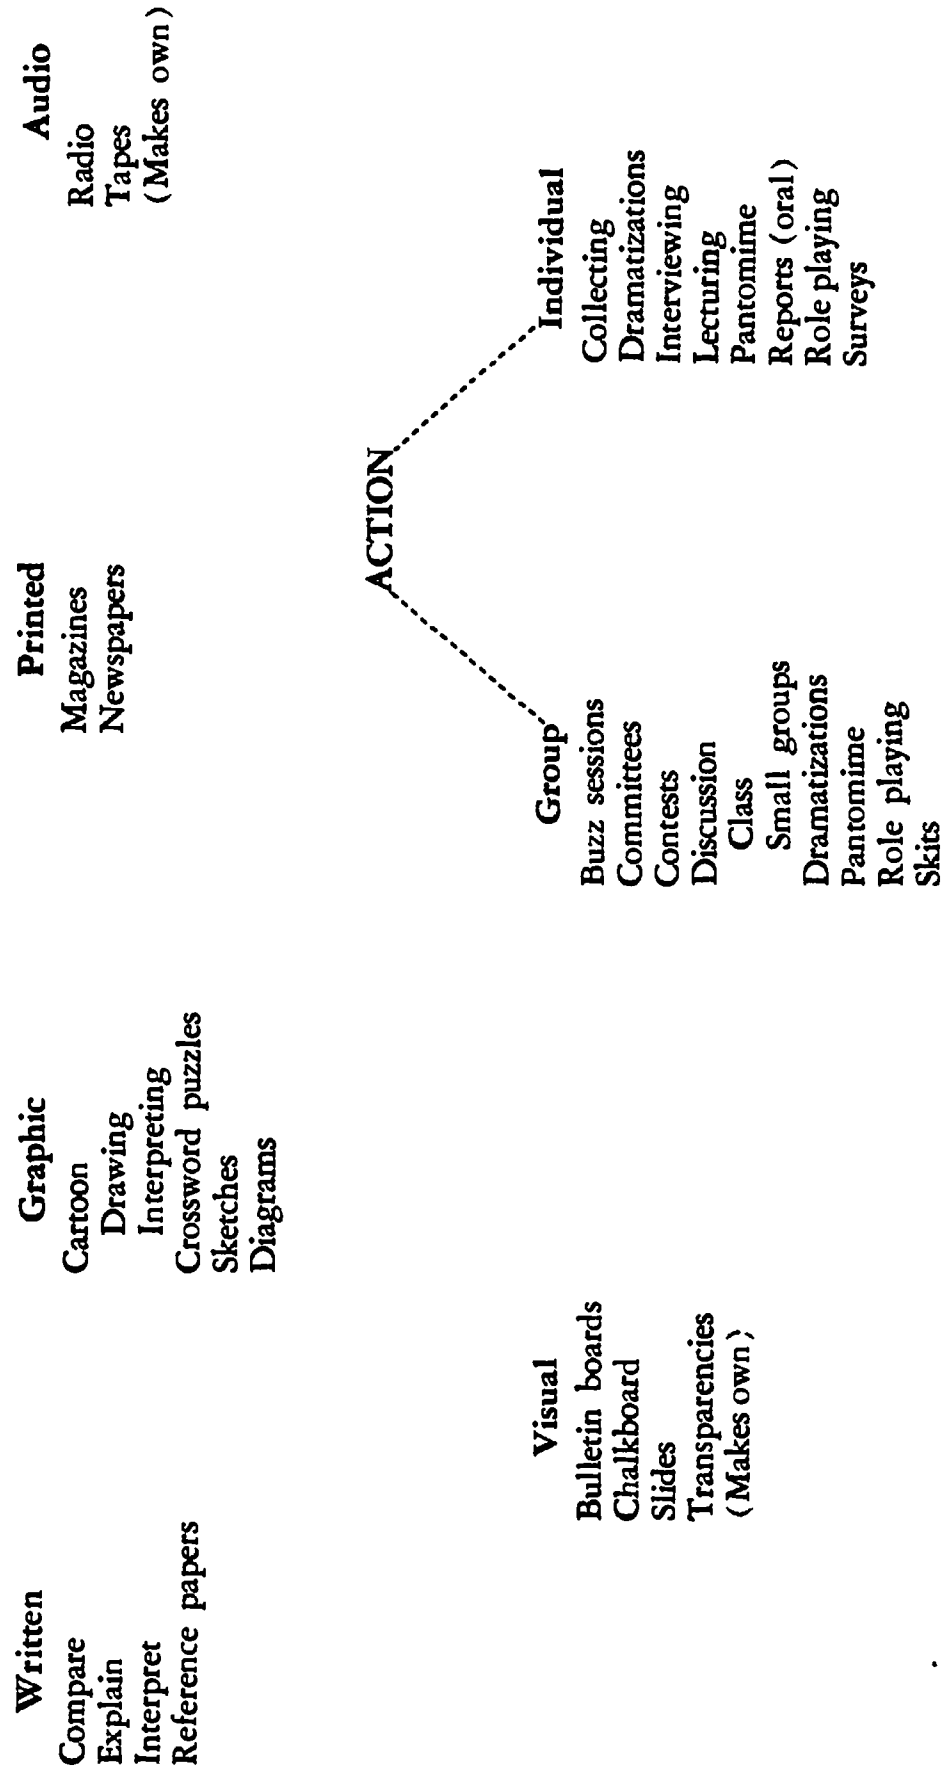 Written
Compare
Explain
Interpret
Reference papers
Graphic
Cartoon
Drawing
Interpreting
Crossword puzzles
Sketches
Diagrams
Printed
Magazines
Newspapers
Audio
Radio
Tapes
(Makes own)
Visual
Bulletin boards
Chalkboard
Slides
Transparencies
(Makes own)
ACTION
Group
Buzz sessions
Committees
Contests
Discussion
Class
Small groups
Dramatizations
Pantomime
Role playing
Skits
Individual
Collecting
Dramatizations
Interviewing
Lecturing
Pantomime
Reports (oral)
Role playing
Surveys